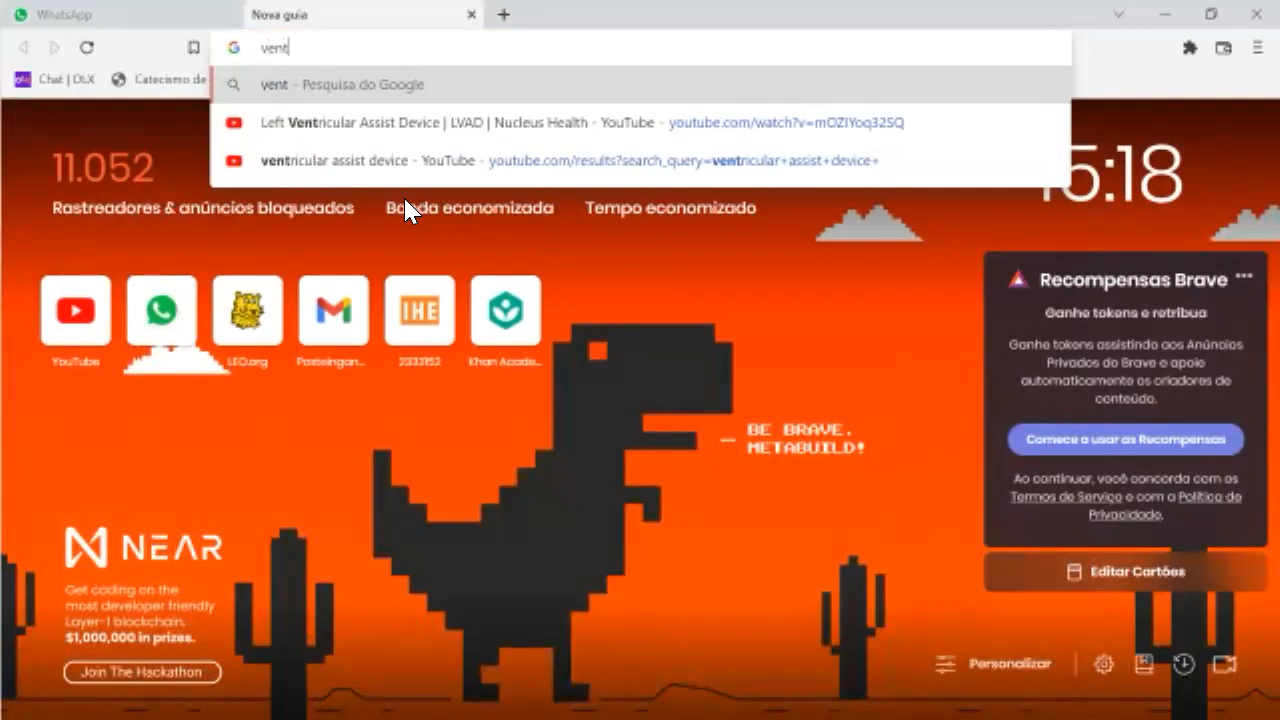 WhatsApp
Nova guia
vent
Chat | OLX
Catecismo de
vent - Pesquisa do Google
Left Ventricular Assist Device | LVAD | Nucleus Health - YouTube - youtube.com/watch?v=mOZIYoq32SQ
ventricular assist device - YouTube - youtube.com/results?search_query=ventricular+assist+device+
11.052
Rastreadores & anúncios bloqueados
Banda economizada
Tempo economizado
15:18
YouTube
LEO.org
Posteingan...
2333152
Khan Acade...
IHE
BE BRAVE.
METABUILD!
Recompensas Brave
Ganhe tokens e retribua
Ganhe tokens assistindo aos Anúncios
Privados do Brave e apoie
automaticamente os criadores de
conteúdo.
Comece a usar as Recompensas
Ao continuar, você concorda com os
Termos de Serviço e com a Política de
Privacidade.
Editar Cartões
NEAR
Get coding on the
most developer friendly
Layer-1 blockchain.
$1,000,000 in prizes.
Join The Hackathon
Personalizar